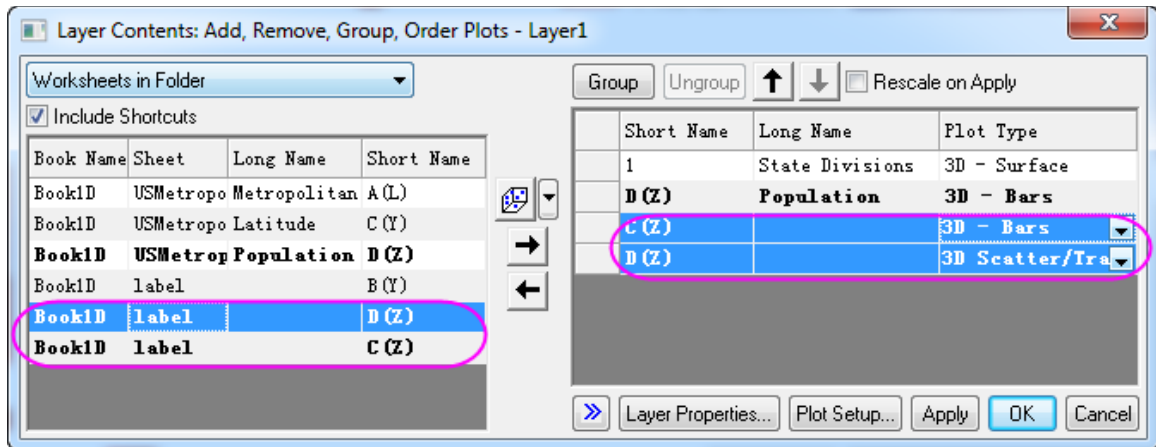 Layer Contents: Add, Remove, Group, Order Plots - Layer1
Worksheets in Folder
Include Shortcuts
Book Name Sheet Long Name Short Name
Book1D USMetropo Metropolitan A(L)
Book1D USMetropo Latitude C(Y)
Book1D USMetrop Population D(Z)
Book1D label B(Y)
Book1D label D(Z)
Book1D label C(Z)
Group Ungroup Rescale on Apply
Short Name Long Name Plot Type
1 State Divisions 3D - Surface
D(Z) Population 3D - Bars
C(Z) 3D - Bars
D(Z) 3D Scatter/Tra
Layer Properties... Plot Setup... Apply OK Cancel